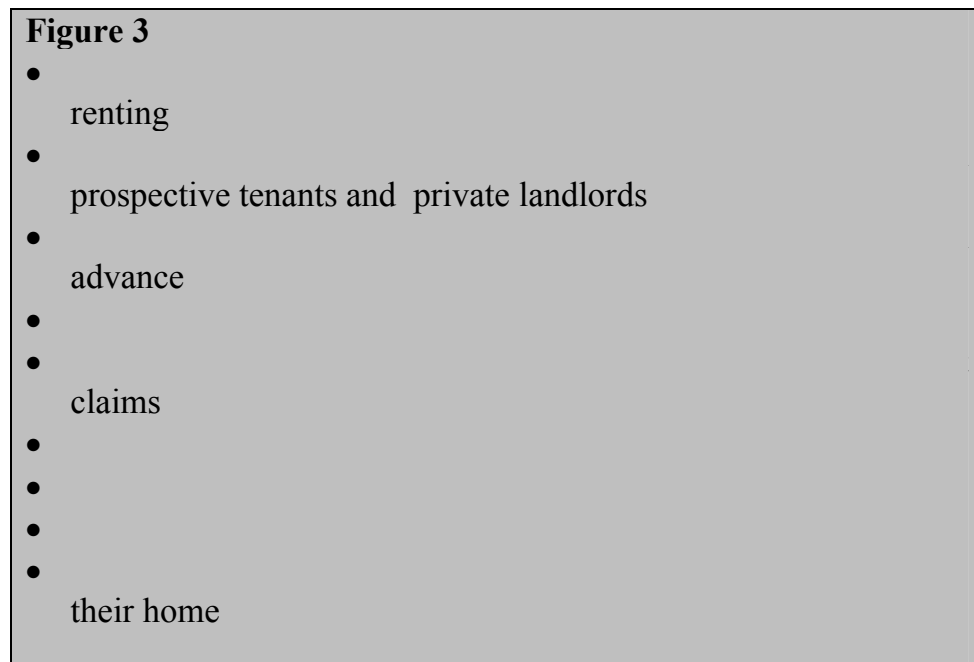 Figure 3
•
renting
•
prospective tenants and private landlords
•
advance
•
•
claims
•
•
•
•
their home